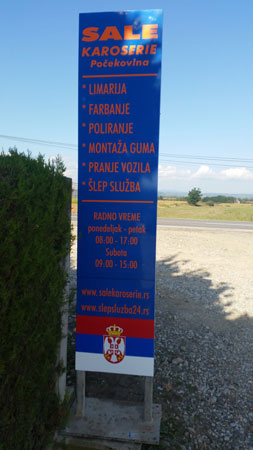 SALE
KAROSERIE
Počekovina
* LIMARIJA
* FARBANJE
* POLIRANJE
* MONTAŽA GUMA
* PRANJE VOZILA
* ŠLEP SLUŽBA
RADNO VREME
ponedeljak - petak
08:00 - 17:00
Subota
09:00 - 15:00
www.salekaroserie.rs
www.slepsluzba24.rs